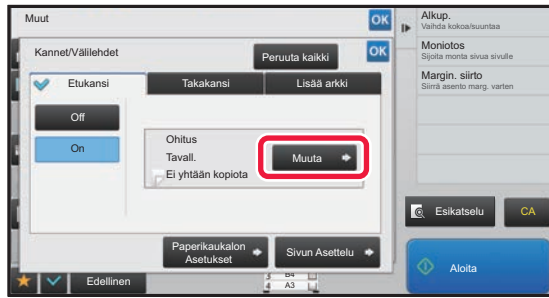 Muut
OK
Kannet/Välilehdet
Peruuta kaikki
OK
Etukansi
Takakansi
Lisää arkki
Off
On
Ohitus
Tavall.
Ei yhtään kopiota
Muuta
Paperikaukalon
Asetukset
Sivun Asettelu
Edellinen
3 B4
4 A3
Alkup.
Vaihda kokoa/suuntaa
Moniotos
Sijoita monta sivua sivulle
Margin. siirto
Siirrä asento marg. varten
Esikatselu
CA
Aloita